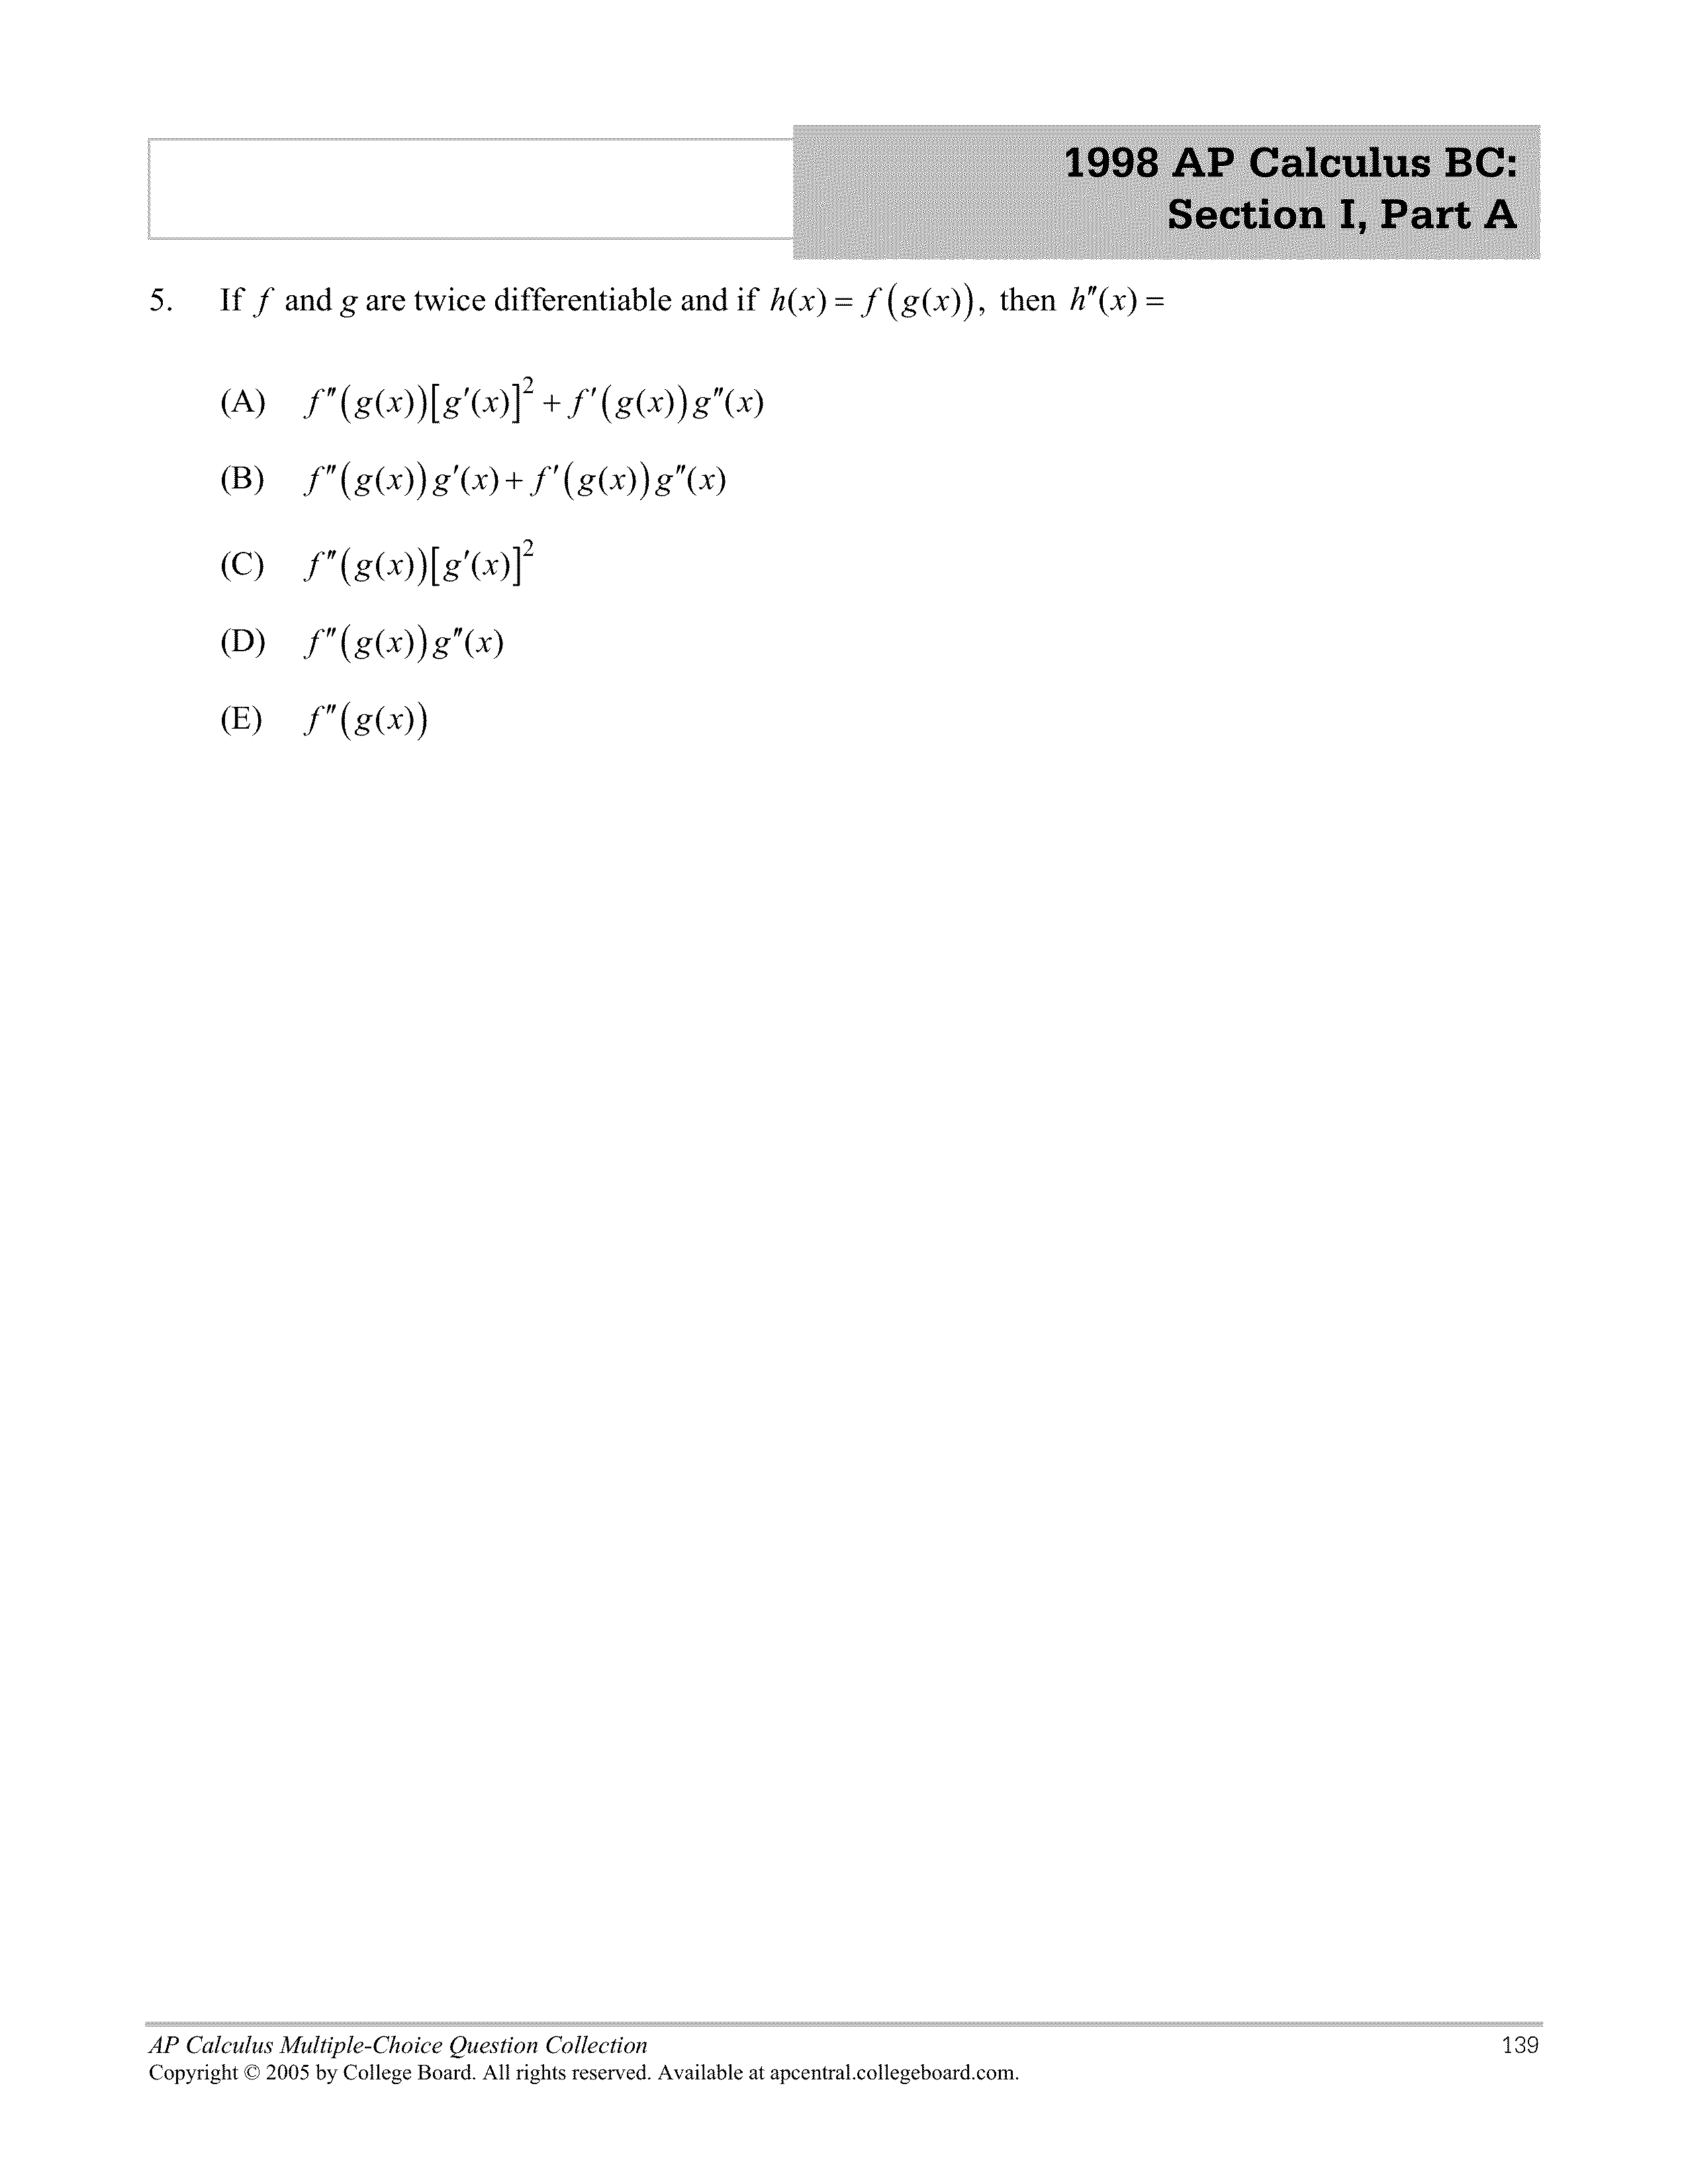 1998 AP Calculus BC:
Section I, Part A
5. If f and g are twice differentiable and if h(x) = f(g(x)), then h″(x) =
(A) f″(g(x))[g′(x)]² + f′(g(x))g″(x)
(B) f″(g(x))g′(x) + f′(g(x))g″(x)
(C) f″(g(x))[g′(x)]²
(D) f″(g(x))g″(x)
(E) f″(g(x))
AP Calculus Multiple-Choice Question Collection 139
Copyright © 2005 by College Board. All rights reserved. Available at apcentral.collegeboard.com.